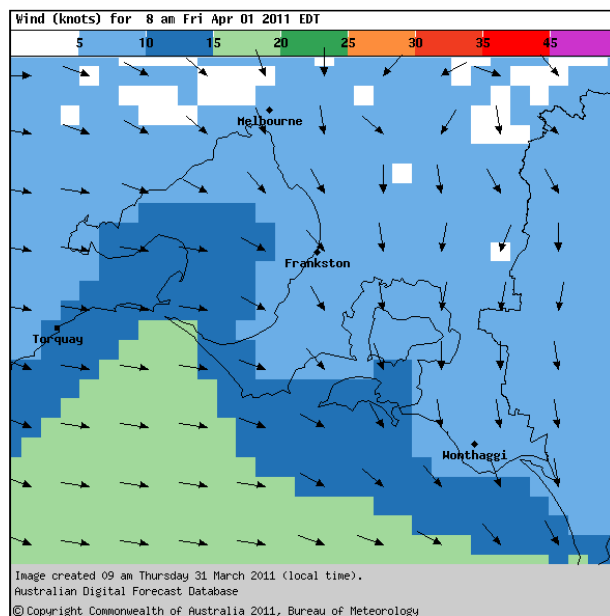 Wind (knots) for 8 am Fri Apr 01 2011 EDT
5 10 15 20 25 30 35 45
Melbourne
Frankston
Torquay
Wonthaggi
Image created 09 am Thursday 31 March 2011 (local time).
Australian Digital Forecast Database
© Copyright Commonwealth of Australia 2011, Bureau of Meteorology